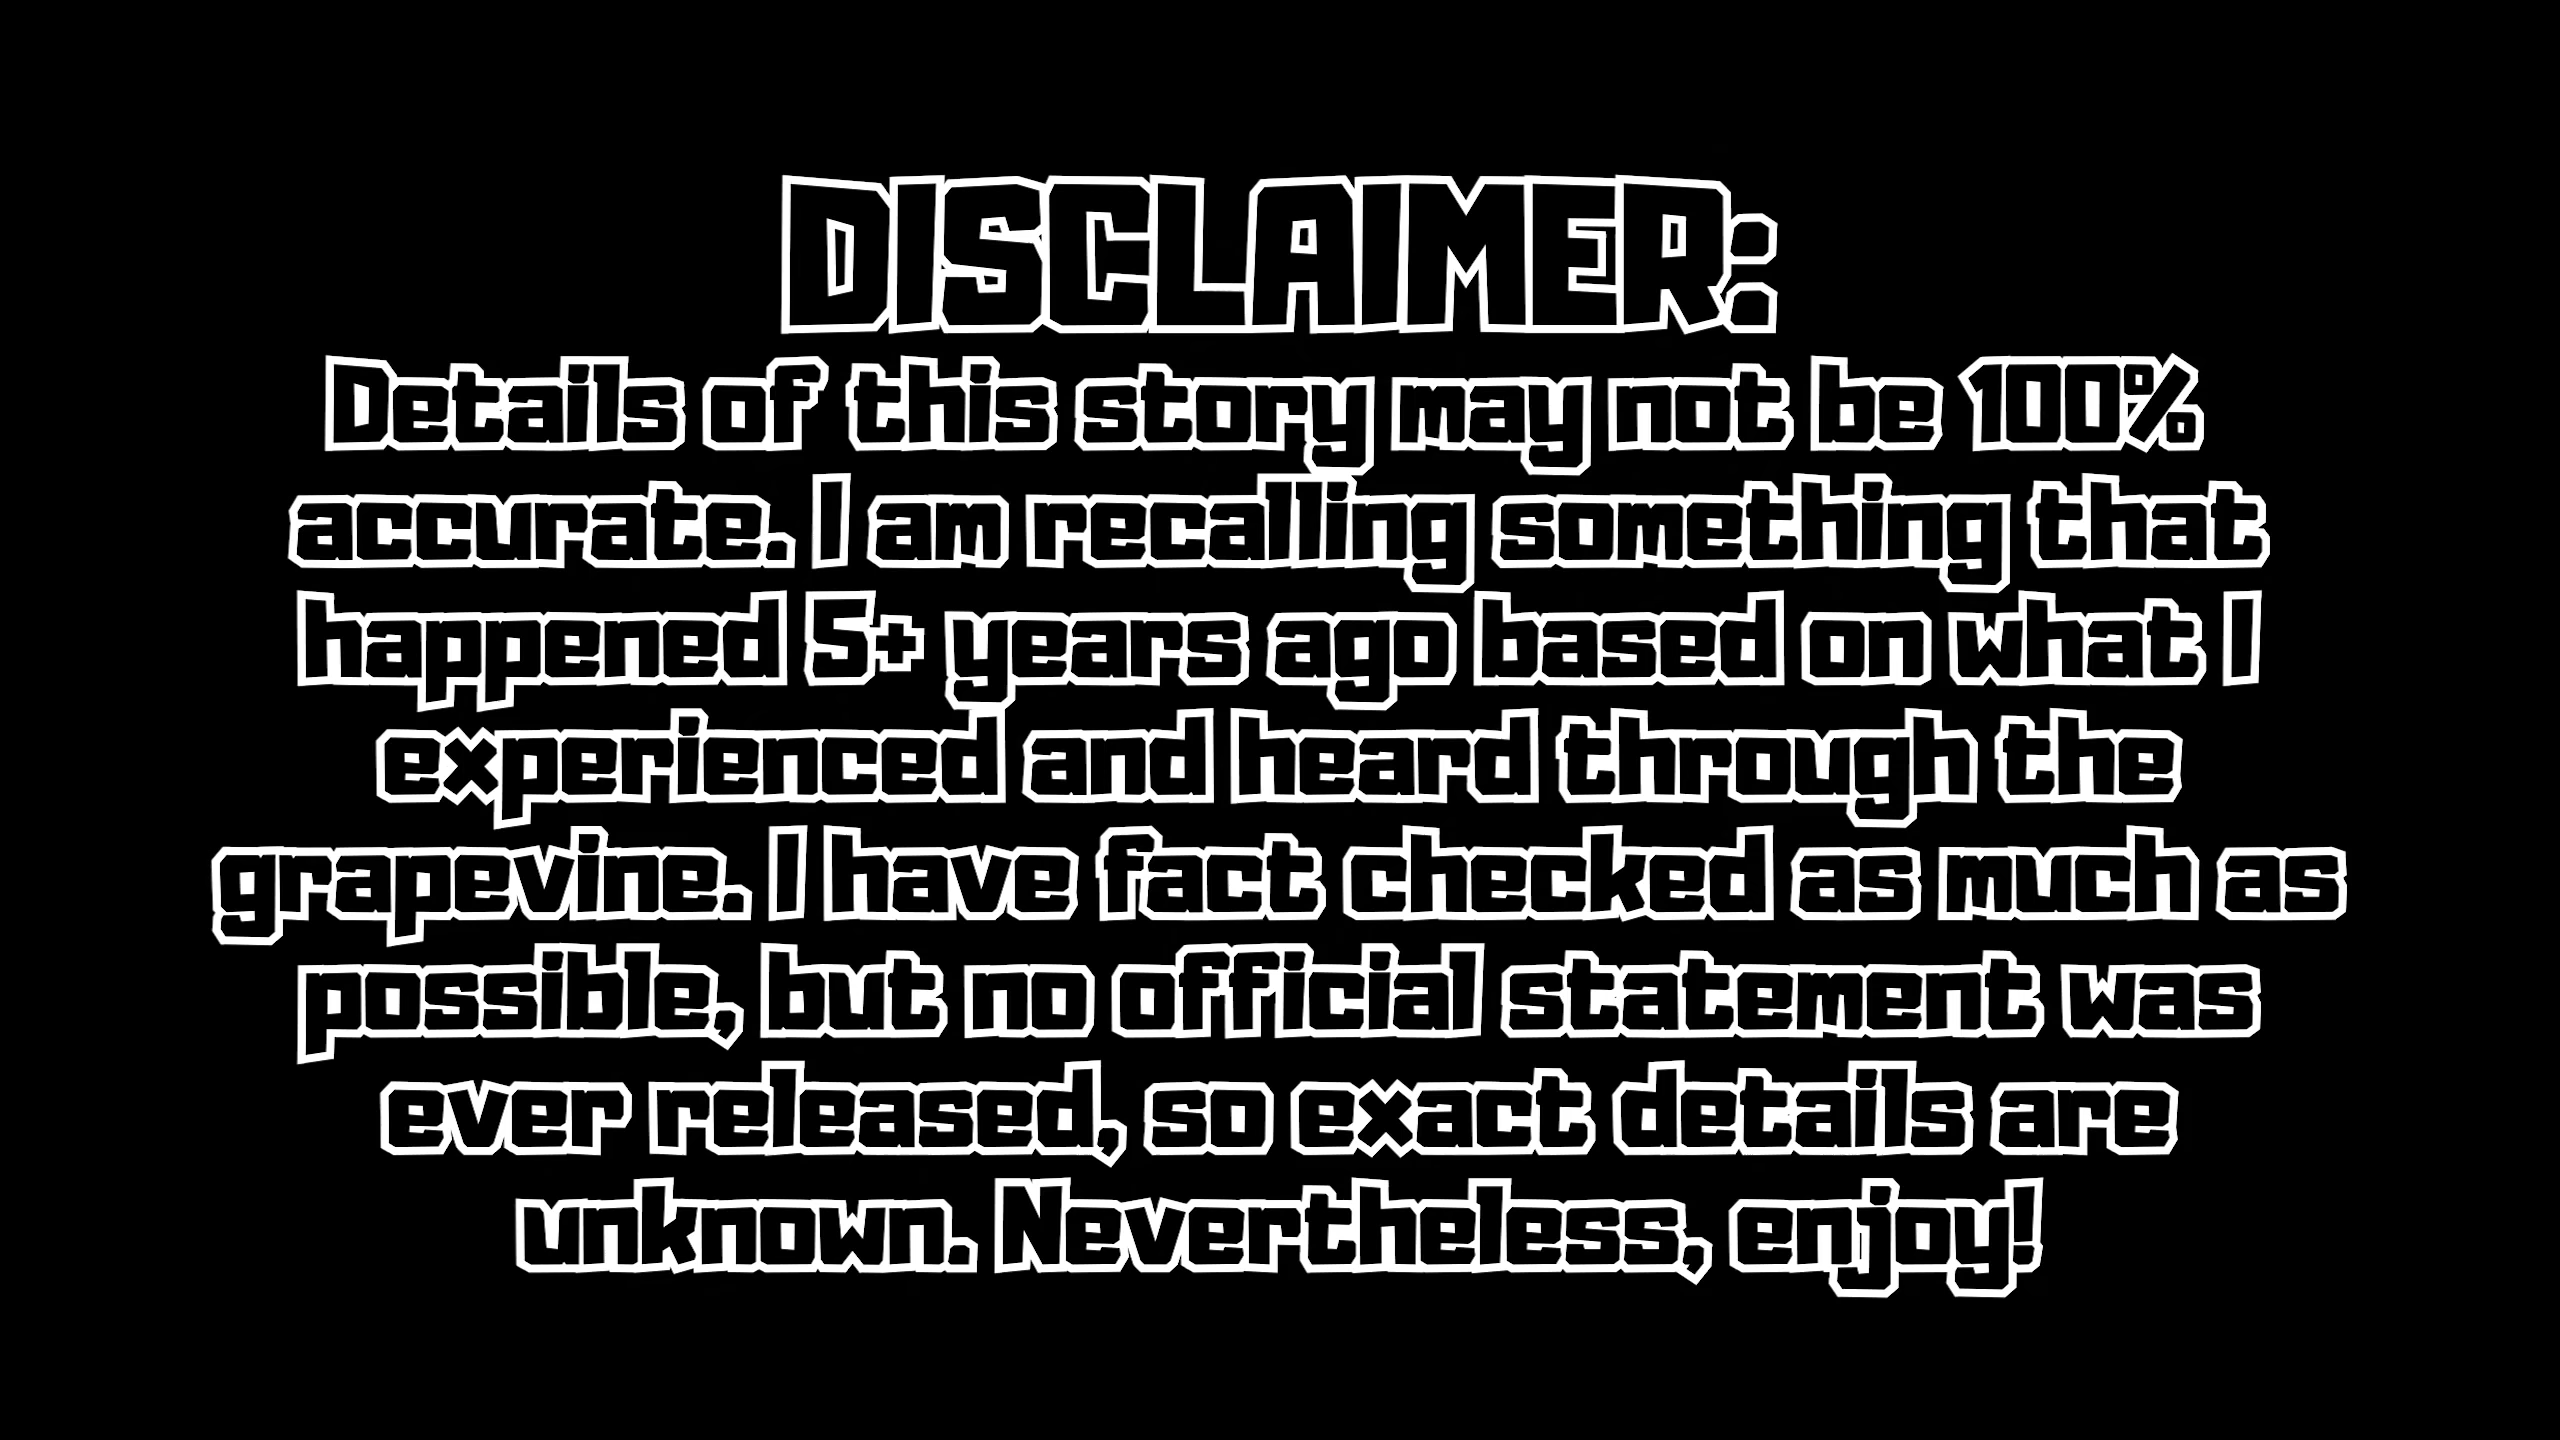 DISCLAIMER:
Details of this story may not be 100%
accurate. I am recalling something that
happened 5+ years ago based on what I
experienced and heard through the
grapevine. I have fact checked as much as
possible, but no official statement was
ever released, so exact details are
unknown. Nevertheless, enjoy!